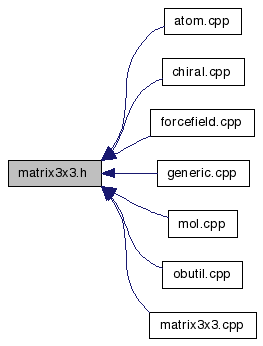 atom.cpp
chiral.cpp
forcefield.cpp
matrix3x3.h
generic.cpp
mol.cpp
obutil.cpp
matrix3x3.cpp